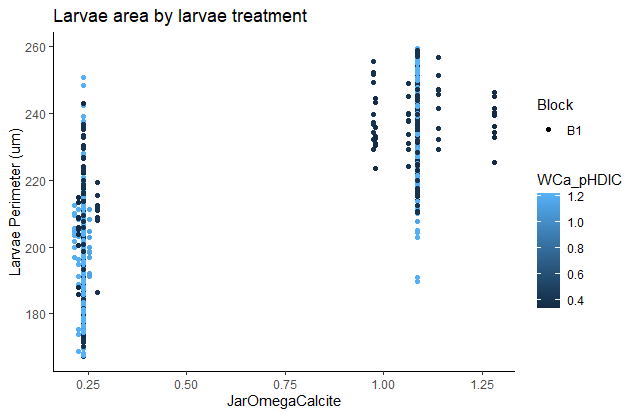 Larvae area by larvae treatment
260
240
220
200
180
Larvae Perimeter (um)
0.25
0.50
0.75
1.00
1.25
JarOmegaCalcite
Block
B1
WCa_pHDIC
1.2
1.0
0.8
0.6
0.4